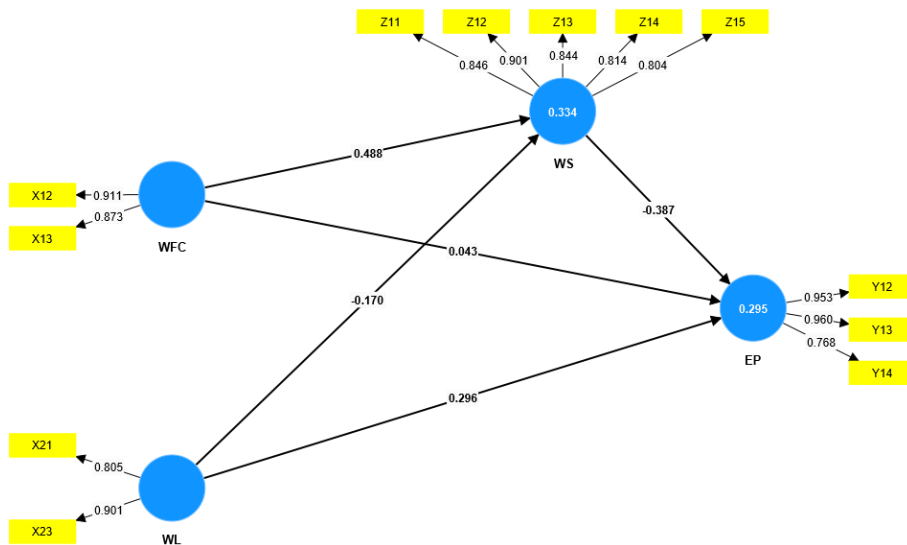 Z11 Z12 Z13 Z14 Z15
0.846 0.901 0.844 0.814 0.804
0.334
WS
0.488
X12 0.911
X13 0.873
WFC
-0.387
0.043
-0.170
0.295
EP
0.953 Y12
0.960 Y13
0.768 Y14
0.296
X21 0.805
X23 0.901
WL